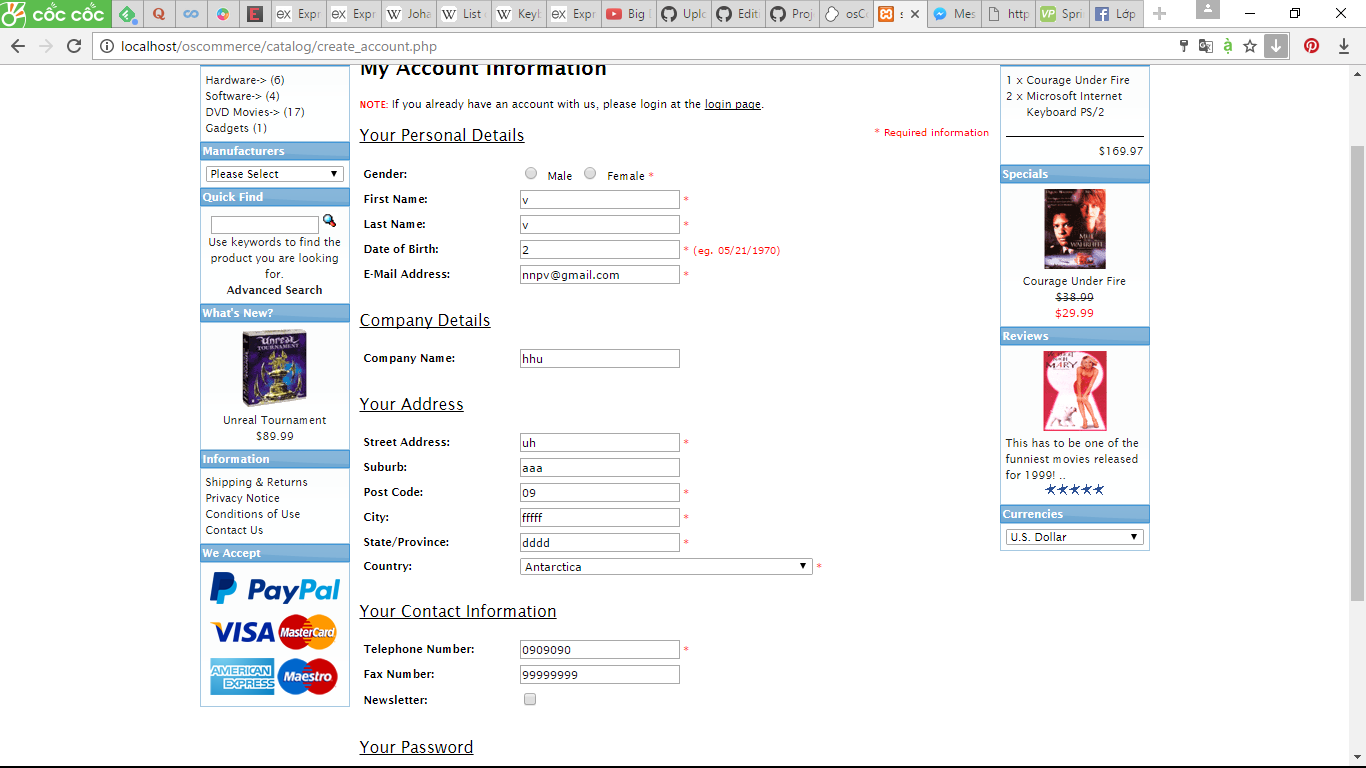 cốc cốc
Expr
Expr
Joha
List o
Keyb
Expr
Big D
Uplo
Edit
Proj
osCo
s
Mes
http
Spri
Lớp
localhost/oscommerce/catalog/create_account.php
Hardware-> (6)
Software-> (4)
DVD Movies-> (17)
Gadgets (1)
Manufacturers
Please Select
Quick Find
Use keywords to find the
product you are looking
for.
Advanced Search
What's New?
Unreal
TOURNAMENT
Unreal Tournament
$89.99
Information
Shipping & Returns
Privacy Notice
Conditions of Use
Contact Us
We Accept
PayPal
VISA MasterCard
AMERICAN EXPRESS Maestro
My Account Information
NOTE: If you already have an account with us, please login at the login page.
Your Personal Details
* Required information
Gender: Male Female *
First Name: v *
Last Name: v *
Date of Birth: 2 * (eg. 05/21/1970)
E-Mail Address: nnpv@gmail.com *
Company Details
Company Name: hhu
Your Address
Street Address: uh *
Suburb: aaa
Post Code: 09 *
City: fffff *
State/Province: dddd *
Country: Antarctica *
Your Contact Information
Telephone Number: 0909090 *
Fax Number: 99999999
Newsletter:
Your Password
1 x Courage Under Fire
2 x Microsoft Internet
Keyboard PS/2
$169.97
Specials
Courage Under Fire
$38.99
$29.99
Reviews
MARY
This has to be one of the
funniest movies released
for 1999! ..
Currencies
U.S. Dollar